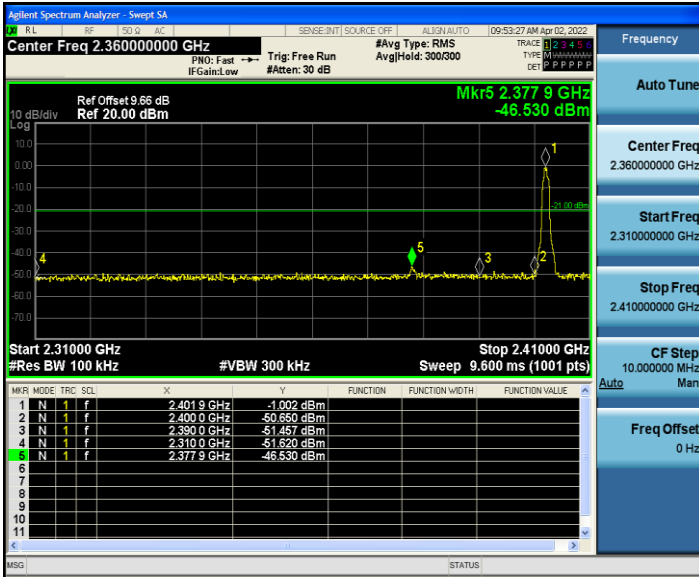 Agilent Spectrum Analyzer - Swept SA
RL RF 50 Ω AC SENSE:INT SOURCE OFF ALIGN AUTO 09:53:27 AM Apr 02, 2022
Center Freq 2.360000000 GHz
PNO: Fast
IFGain:Low
Trig: Free Run
#Atten: 30 dB
#Avg Type: RMS
Avg|Hold: 300/300
TRACE 1 2 3 4 5 6
TYPE M
DET P P P P P P
Ref Offset 9.66 dB
10 dB/div Ref 20.00 dBm
Log
Mkr5 2.377 9 GHz
-46.530 dBm
10.0
0.00
-10.0
-20.0
-30.0
-40.0
-50.0
-60.0
-70.0
-21.00 dBm
1
2
3
4
5
Start 2.31000 GHz Stop 2.41000 GHz
#Res BW 100 kHz #VBW 300 kHz Sweep 9.600 ms (1001 pts)
MKR MODE TRC SCL X Y FUNCTION FUNCTION WIDTH FUNCTION VALUE
1 N 1 f 2.401 9 GHz -1.002 dBm
2 N 1 f 2.400 0 GHz -50.650 dBm
3 N 1 f 2.390 0 GHz -51.457 dBm
4 N 1 f 2.310 0 GHz -51.620 dBm
5 N 1 f 2.377 9 GHz -46.530 dBm
6
7
8
9
10
11
MSG STATUS
Frequency
Auto Tune
Center Freq
2.360000000 GHz
Start Freq
2.310000000 GHz
Stop Freq
2.410000000 GHz
CF Step
10.000000 MHz
Auto Man
Freq Offset
0 Hz